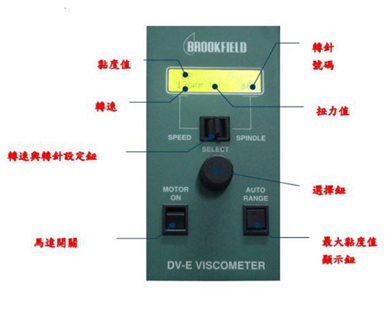 BROOKFIELD
黏度值
轉針
號碼
轉速
扭力值
SPEED
SPINDLE
SELECT
轉速與轉針設定鈕
選擇鈕
MOTOR
ON
AUTO
RANGE
馬達開關
最大黏度值
顯示鈕
DV-E VISCOMETER